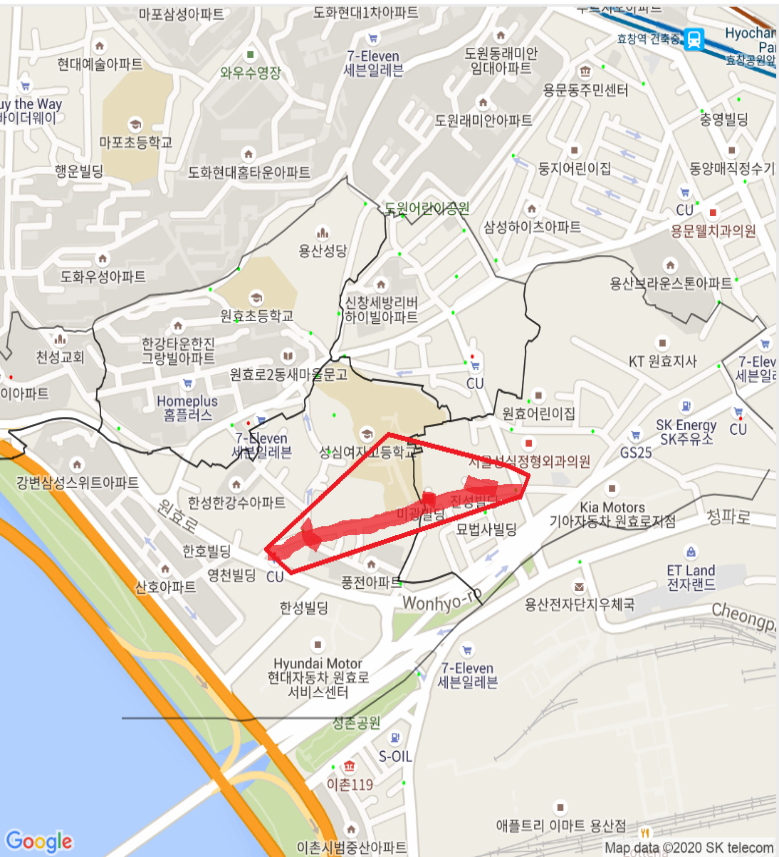 마포삼성아파트
도화현대1차아파트
현대예술아파트
와우수영장
7-Eleven
세븐일레븐
도원동래미안
임대아파트
효창역 건축중
Hyochan
Pa
효창공원앞
용문동주민센터
uy the Way
바이더웨이
마포초등학교
도원래미안아파트
충영빌딩
행운빌딩
도화현대홈타운아파트
둥지어린이집
동양매직정수기
도원어린이공원
CU
용산성당
삼성하이츠아파트
용문웰치과의원
도화우성아파트
신창세방리버
하이빌아파트
용산브라운스톤아파트
원효초등학교
한강타운한진
그랑빌아파트
천성교회
KT 원효지사
7-Elev
세븐일레
원효로2동새마을문고
이아파트
CU
Homeplus
홈플러스
원효어린이집
SK Energy
SK주유소
CU
7-Eleven
세븐일레븐
성심여자고등학교
서울성심정형외과의원
GS25
강변삼성스위트아파트
한성한강수아파트
진성빌딩
Kia Motors
기아자동차 원효로지점
원효로
미광빌딩
묘법사빌딩
청파로
한호빌딩
영천빌딩
CU
산호아파트
풍전아파트
ET Land
전자랜드
한성빌딩
Wonhyo-ro
용산전자단지우체국
Cheongp
Hyundai Motor
현대자동차 원효로
서비스센터
7-Eleven
세븐일레븐
성촌공원
S-OIL
이촌119
애플트리 이마트 용산점
Google
이촌시범중산아파트
Map data ©2020 SK telecom